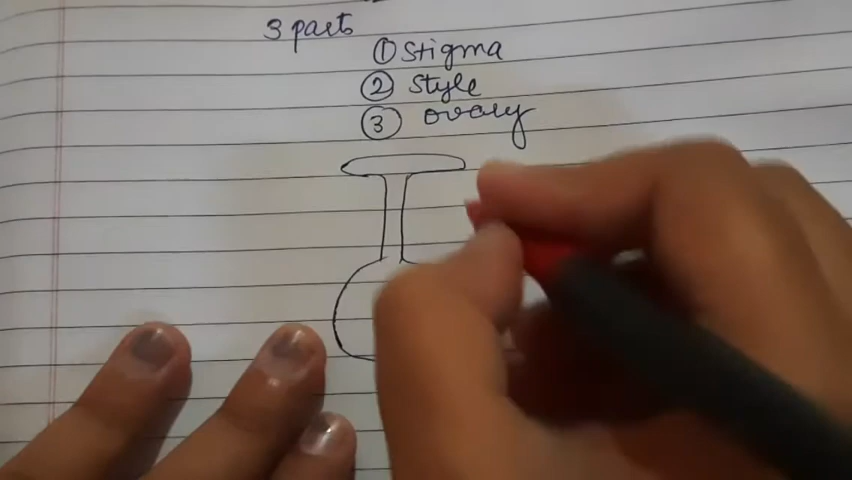 3 parts
① Stigma
② Style
③ ovary